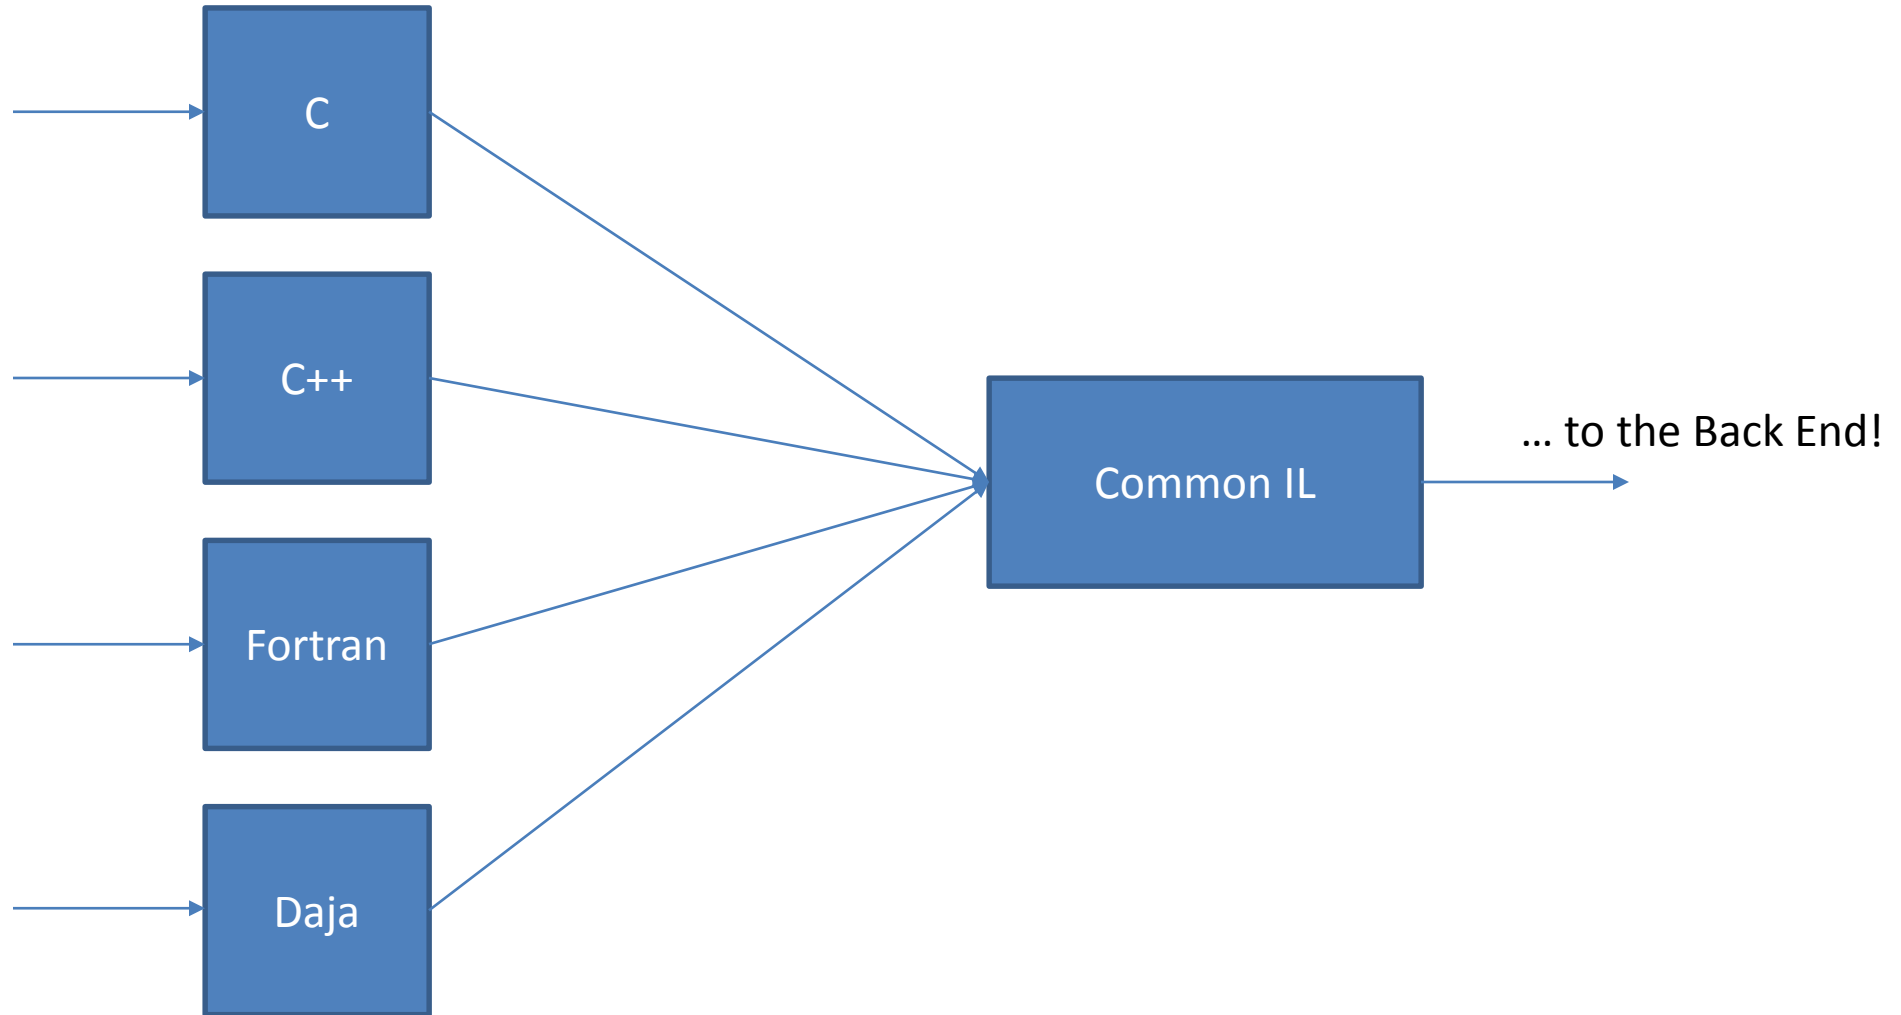 C
C++
Fortran
Daja
Common IL
… to the Back End!